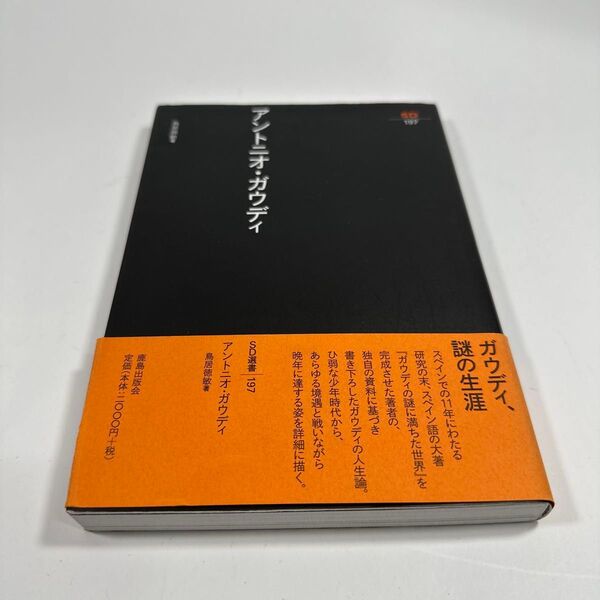 SD
197
アントニオ・ガウディ
鳥居徳敏著
ガウディ、
謎の生涯
スペインでの11年にわたる
研究の末、スペイン語の大著
『ガウディの謎に満ちた世界』を
完成させた著者の、
独自の資料に基づき
書き下ろしたガウディの人生論。
ひ弱な少年時代から、
あらゆる境遇と戦いながら
晩年に達する姿を詳細に描く。
SD選書 197
アントニオ・ガウディ
鳥居徳敏著
鹿島出版会
定価(本体:二〇〇〇円+税)